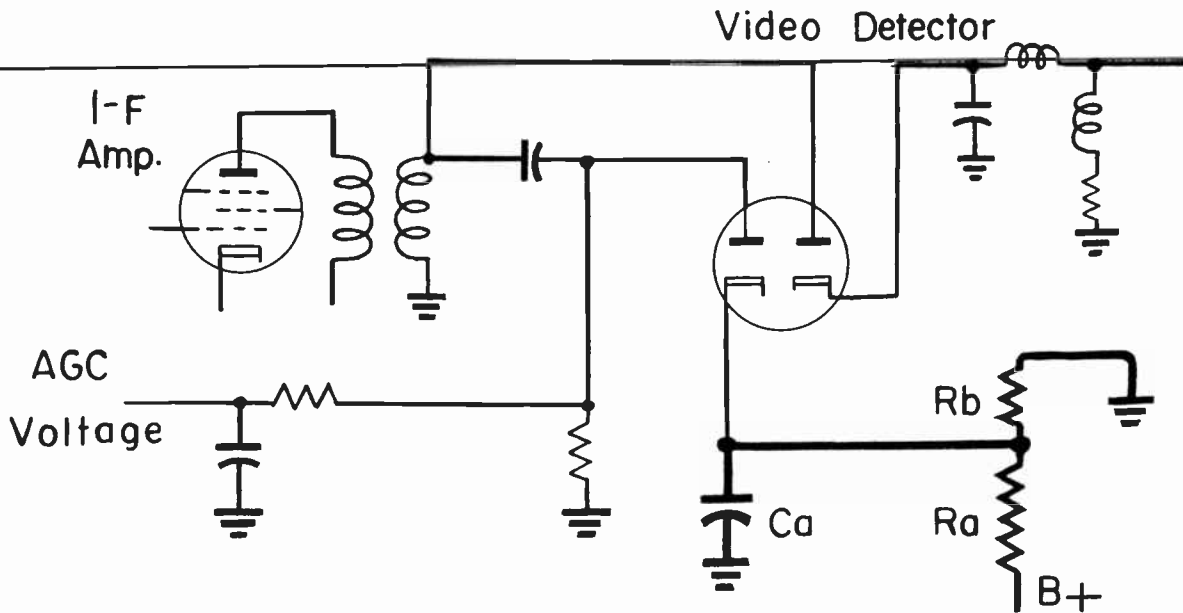 Video Detector
I-F
Amp.
AGC
Voltage
Rb
Ca
Ra
B+